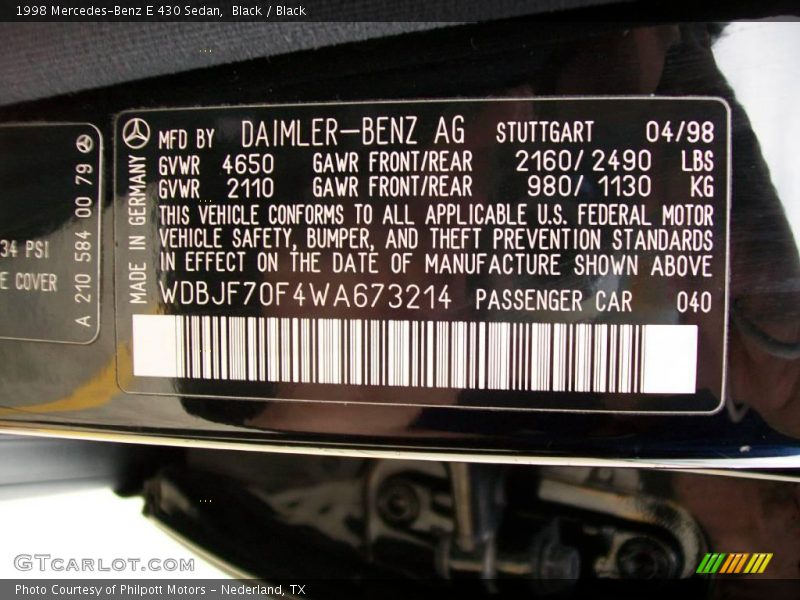 1998 Mercedes-Benz E 430 Sedan, Black / Black
34 PSI
E COVER
A 210 584 00 79
MADE IN GERMANY
MFD BY DAIMLER-BENZ AG STUTTGART 04/98
GVWR 4650 GAWR FRONT/REAR 2160/ 2490 LBS
GVWR 2110 GAWR FRONT/REAR 980/ 1130 KG
THIS VEHICLE CONFORMS TO ALL APPLICABLE U.S. FEDERAL MOTOR
VEHICLE SAFETY, BUMPER, AND THEFT PREVENTION STANDARDS
IN EFFECT ON THE DATE OF MANUFACTURE SHOWN ABOVE
WDBJF70F4WA673214 PASSENGER CAR 040
GTCARLOT.COM
Photo Courtesy of Philpott Motors - Nederland, TX